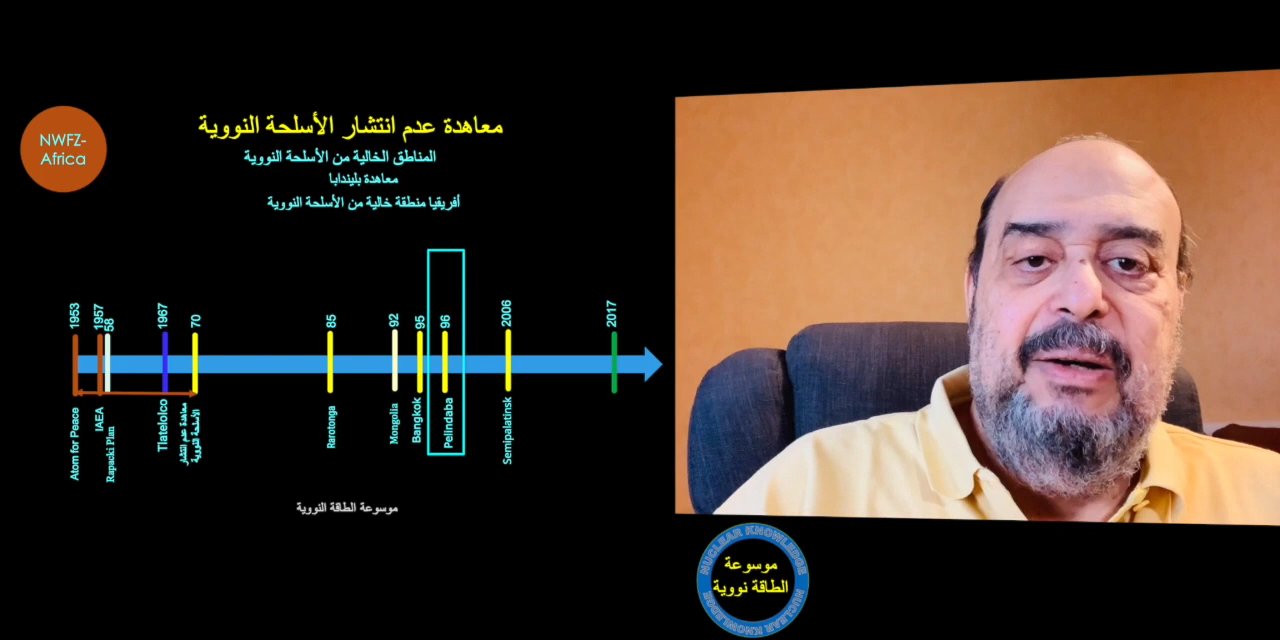 NWFZ-
Africa
معاهدة عدم انتشار الأسلحة النووية
المناطق الخالية من الأسلحة النووية
معاهدة بليندابا
أفريقيا منطقة خالية من الأسلحة النووية
1953
1957
58
1967
70
85
92
95
96
2006
2017
Atom for Peace
IAEA
Rapacki Plan
Tlatelolco
معاهدة عدم انتشار
الأسلحة النووية
Rarotonga
Mongolia
Bangkok
Pelindaba
Semipalatinsk
موسوعة الطاقة النووية
NUCLEAR KNOWLEDGE
موسوعة
الطاقة نووية
NUCLEAR KNOWLEDGE